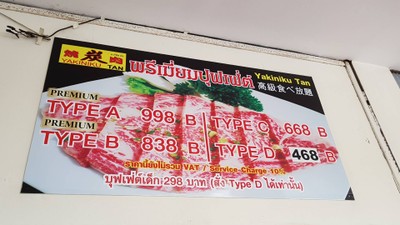 燒 炭 肉
YAKINIKU TAN
พรีเมี่ยมบุฟเฟ่ต์
Yakiniku Tan
高級食べ放題
PREMIUM
TYPE A 998 B
TYPE C 668 B
PREMIUM
TYPE B 838 B
TYPE D 468 B
ราคานี้ยังไม่รวม VAT / Service Charge 10%
บุฟเฟ่ต์เด็ก 298 บาท (สั่ง Type D ได้เท่านั้น)